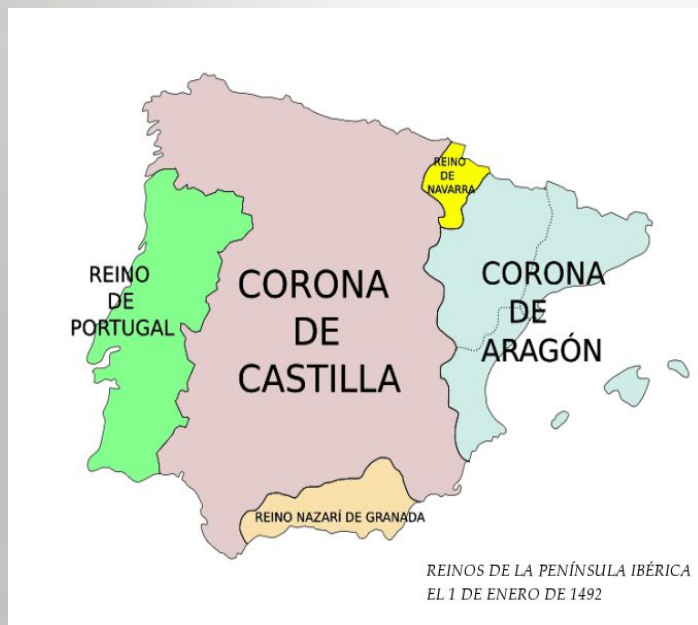 REINO
DE
NAVARRA
REINO
DE
PORTUGAL
CORONA
DE
CASTILLA
CORONA
DE
ARAGÓN
REINO NAZARÍ DE GRANADA
REINOS DE LA PENÍNSULA IBÉRICA
EL 1 DE ENERO DE 1492